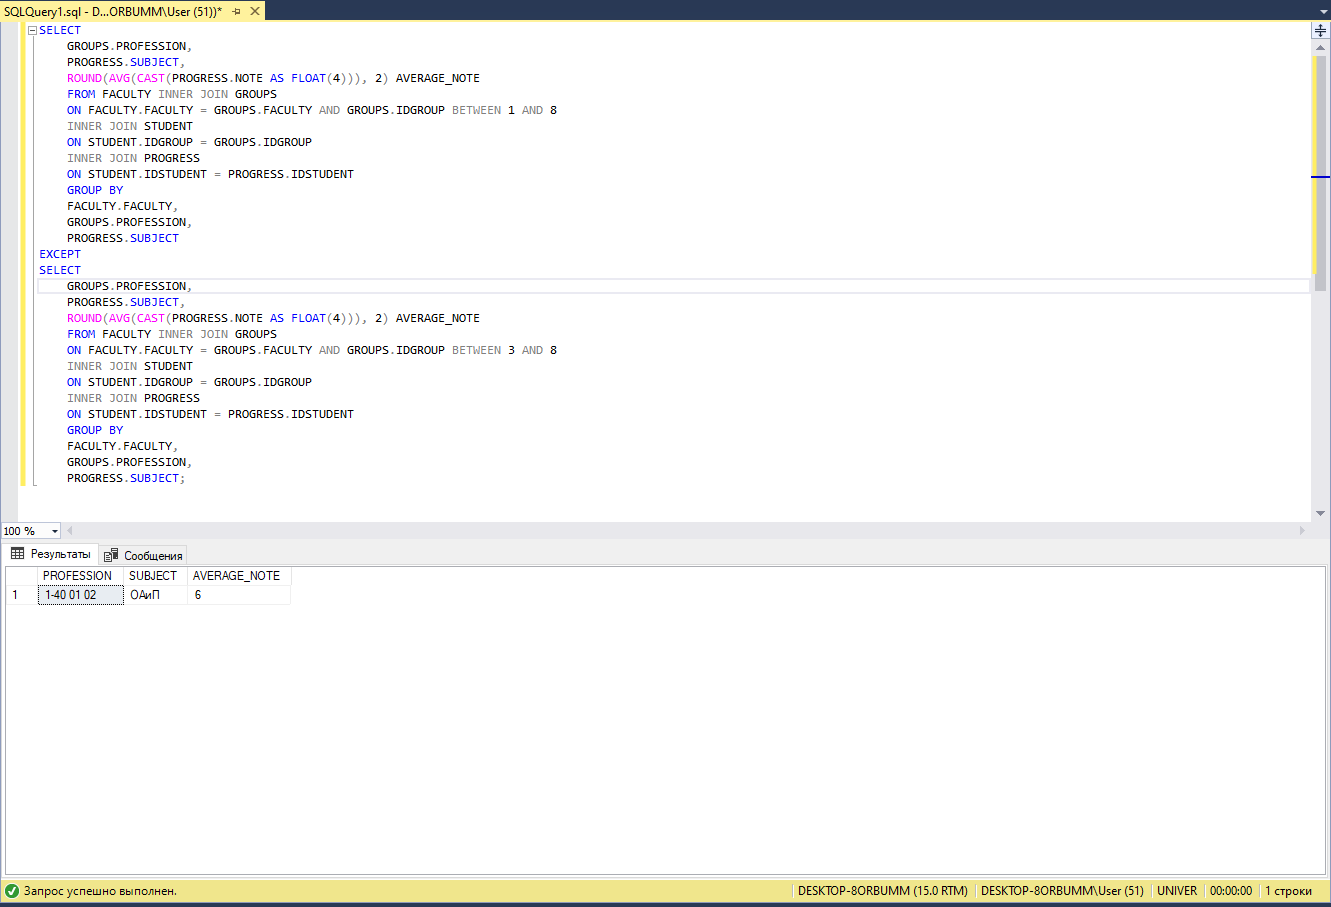 SQLQuery1.sql - D...ORBUMM\User (51))*
SELECT
GROUPS.PROFESSION,
PROGRESS.SUBJECT,
ROUND(AVG(CAST(PROGRESS.NOTE AS FLOAT(4))), 2) AVERAGE_NOTE
FROM FACULTY INNER JOIN GROUPS
ON FACULTY.FACULTY = GROUPS.FACULTY AND GROUPS.IDGROUP BETWEEN 1 AND 8
INNER JOIN STUDENT
ON STUDENT.IDGROUP = GROUPS.IDGROUP
INNER JOIN PROGRESS
ON STUDENT.IDSTUDENT = PROGRESS.IDSTUDENT
GROUP BY
FACULTY.FACULTY,
GROUPS.PROFESSION,
PROGRESS.SUBJECT
EXCEPT
SELECT
GROUPS.PROFESSION,
PROGRESS.SUBJECT,
ROUND(AVG(CAST(PROGRESS.NOTE AS FLOAT(4))), 2) AVERAGE_NOTE
FROM FACULTY INNER JOIN GROUPS
ON FACULTY.FACULTY = GROUPS.FACULTY AND GROUPS.IDGROUP BETWEEN 3 AND 8
INNER JOIN STUDENT
ON STUDENT.IDGROUP = GROUPS.IDGROUP
INNER JOIN PROGRESS
ON STUDENT.IDSTUDENT = PROGRESS.IDSTUDENT
GROUP BY
FACULTY.FACULTY,
GROUPS.PROFESSION,
PROGRESS.SUBJECT;
100 %
Результаты Сообщения
PROFESSION SUBJECT AVERAGE_NOTE
1 1-40 01 02 ОАиП 6
Запрос успешно выполнен. DESKTOP-8ORBUMM (15.0 RTM) DESKTOP-8ORBUMM\User (51) UNIVER 00:00:00 1 строки